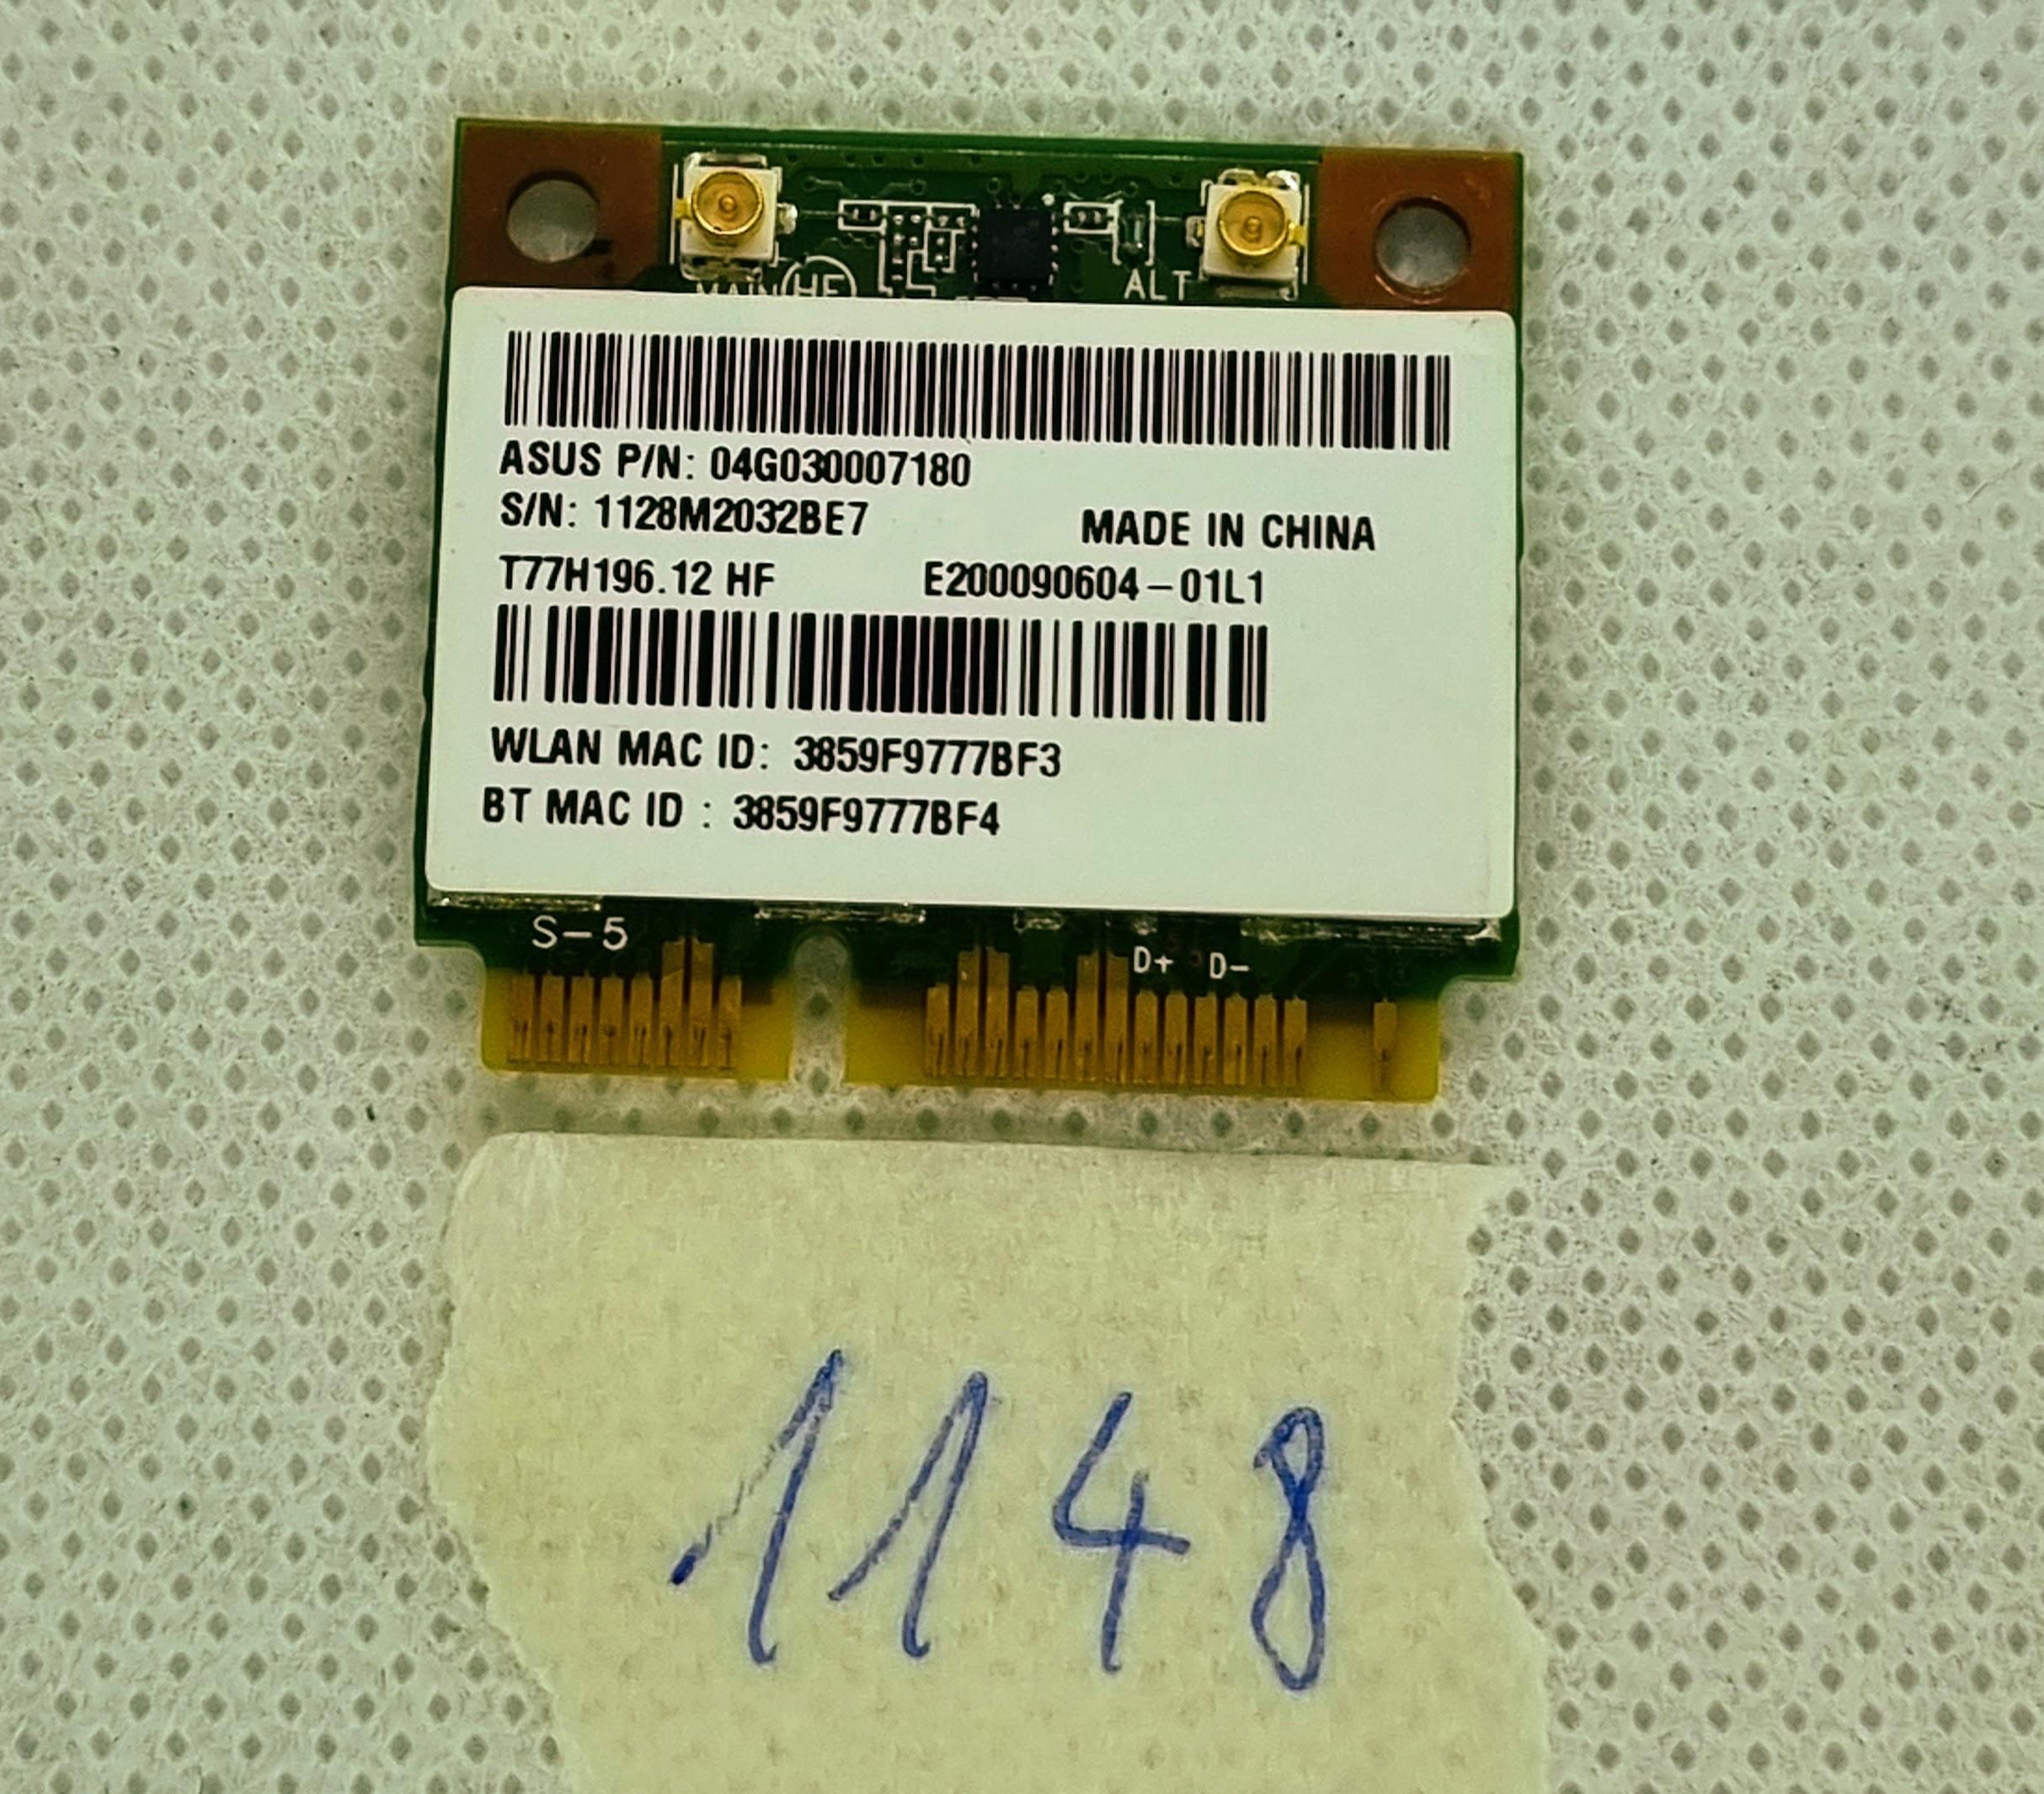 MAIN HF ALT
ASUS P/N: 04G030007180
S/N: 1128M2032BE7 MADE IN CHINA
T77H196.12 HF E200090604-01L1
WLAN MAC ID: 3859F9777BF3
BT MAC ID : 3859F9777BF4
S-5 D+ D-
1148